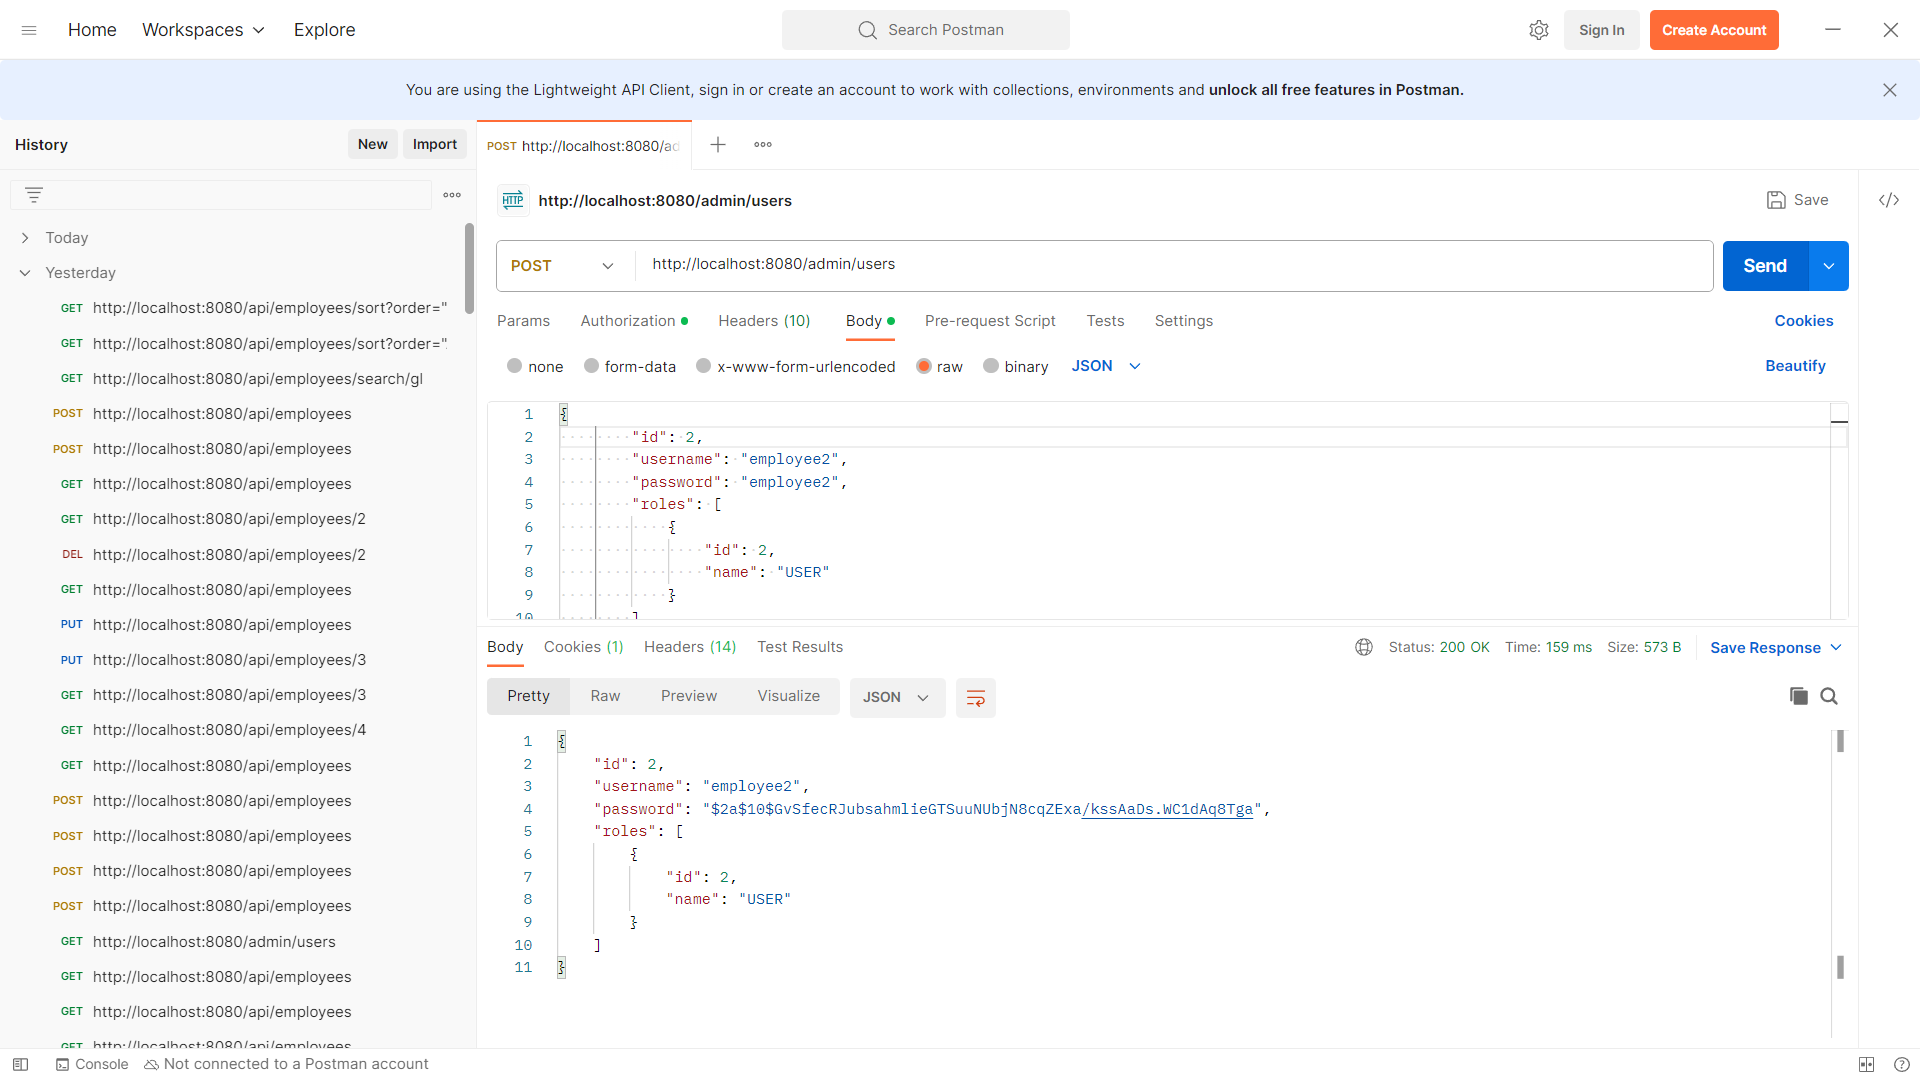 Home
Workspaces
Explore
Search Postman
Sign In
Create Account
You are using the Lightweight API Client, sign in or create an account to work with collections, environments and unlock all free features in Postman.
History
New
Import
POST http://localhost:8080/ad
Today
Yesterday
GET http://localhost:8080/api/employees/sort?order="
GET http://localhost:8080/api/employees/sort?order="
GET http://localhost:8080/api/employees/search/gl
POST http://localhost:8080/api/employees
POST http://localhost:8080/api/employees
GET http://localhost:8080/api/employees
GET http://localhost:8080/api/employees/2
DEL http://localhost:8080/api/employees/2
GET http://localhost:8080/api/employees
PUT http://localhost:8080/api/employees
PUT http://localhost:8080/api/employees/3
GET http://localhost:8080/api/employees/3
GET http://localhost:8080/api/employees/4
GET http://localhost:8080/api/employees
POST http://localhost:8080/api/employees
POST http://localhost:8080/api/employees
POST http://localhost:8080/api/employees
POST http://localhost:8080/api/employees
GET http://localhost:8080/admin/users
GET http://localhost:8080/api/employees
GET http://localhost:8080/api/employees
GET http://localhost:8080/api/employees
HTTP http://localhost:8080/admin/users
Save
</>
POST
http://localhost:8080/admin/users
Send
Params
Authorization
Headers (10)
Body
Pre-request Script
Tests
Settings
Cookies
none
form-data
x-www-form-urlencoded
raw
binary
JSON
Beautify
1 {
2 "id": 2,
3 "username": "employee2",
4 "password": "employee2",
5 "roles": [
6 {
7 "id": 2,
8 "name": "USER"
9 }
10 ]
Body
Cookies (1)
Headers (14)
Test Results
Status: 200 OK
Time: 159 ms
Size: 573 B
Save Response
Pretty
Raw
Preview
Visualize
JSON
1 {
2 "id": 2,
3 "username": "employee2",
4 "password": "$2a$10$GvSfecRJubsahmlieGTSuuNUbjN8cqZExa/kssAaDs.WC1dAq8Tga",
5 "roles": [
6 {
7 "id": 2,
8 "name": "USER"
9 }
10 ]
11 }
Console
Not connected to a Postman account